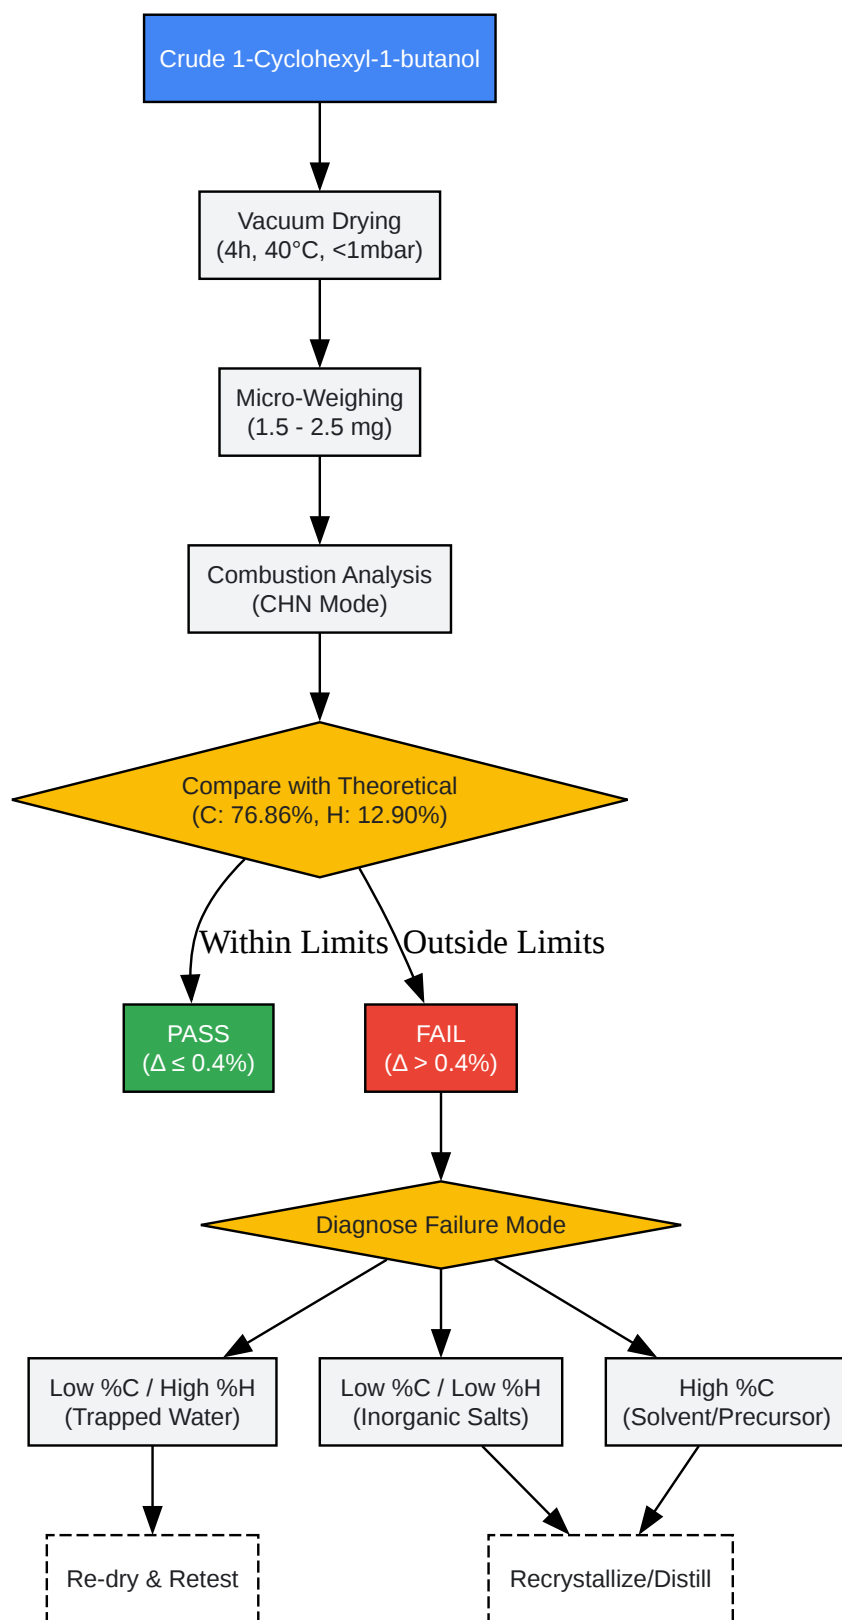 Crude 1-Cyclohexyl-1-butanol
Vacuum Drying
(4h, 40°C, <1mbar)
Micro-Weighing
(1.5 - 2.5 mg)
Combustion Analysis
(CHN Mode)
Compare with Theoretical
(C: 76.86%, H: 12.90%)
Within Limits
Outside Limits
PASS
(Δ ≤ 0.4%)
FAIL
(Δ > 0.4%)
Diagnose Failure Mode
Low %C / High %H
(Trapped Water)
Low %C / Low %H
(Inorganic Salts)
High %C
(Solvent/Precursor)
Re-dry & Retest
Recrystallize/Distill